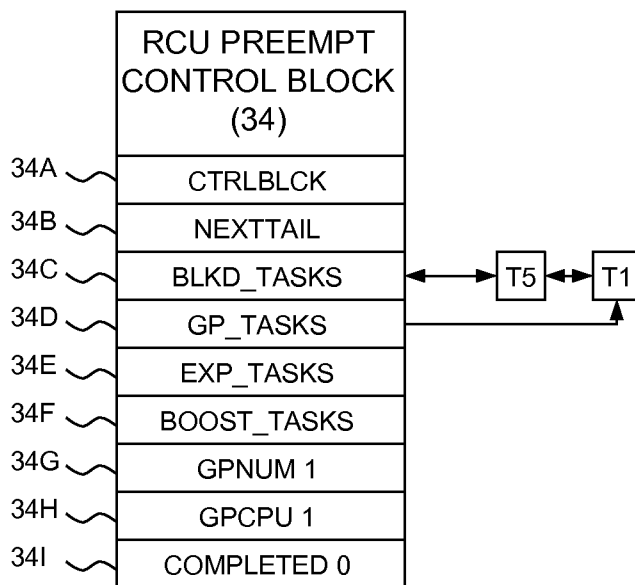 RCU PREEMPT
CONTROL BLOCK
(34)
34A CTRLBLCK
34B NEXTTAIL
34C BLKD_TASKS T5 T1
34D GP_TASKS
34E EXP_TASKS
34F BOOST_TASKS
34G GPNUM 1
34H GPCPU 1
34I COMPLETED 0